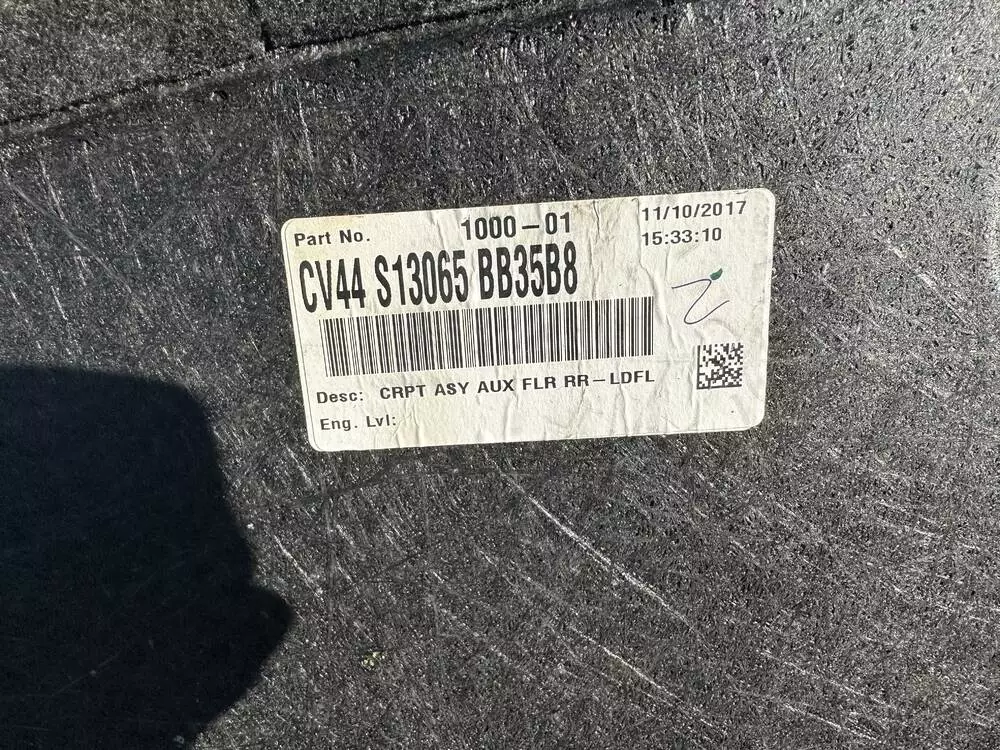 Part No. 1000-01 11/10/2017
15:33:10
CV44 S13065 BB35B8
Desc: CRPT ASY AUX FLR RR-LDFL
Eng. Lvl: